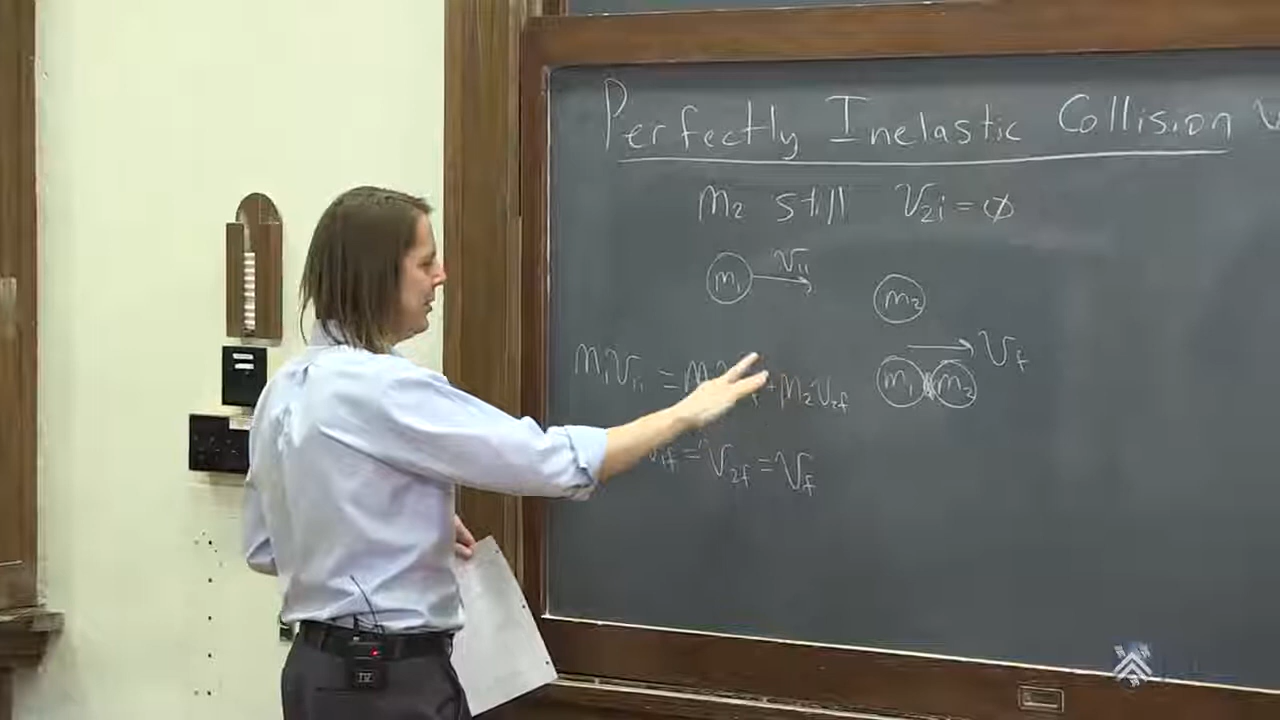 Perfectly Inelastic Collision
m₂ still V₂ᵢ = ∅
m₁ V₁ᵢ m₂
Vf
m₁ m₂
m₁V₁ᵢ = + m₂V₂f
= V₂f = Vf